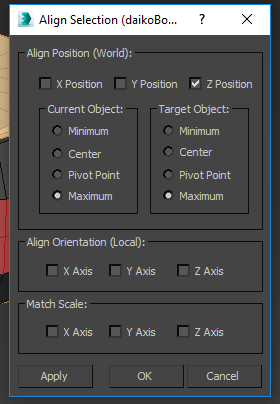 Align Selection (daikoBo... ? ×
Align Position (World):
X Position Y Position Z Position
Current Object: Target Object:
Minimum Minimum
Center Center
Pivot Point Pivot Point
Maximum Maximum
Align Orientation (Local):
X Axis Y Axis Z Axis
Match Scale:
X Axis Y Axis Z Axis
Apply OK Cancel